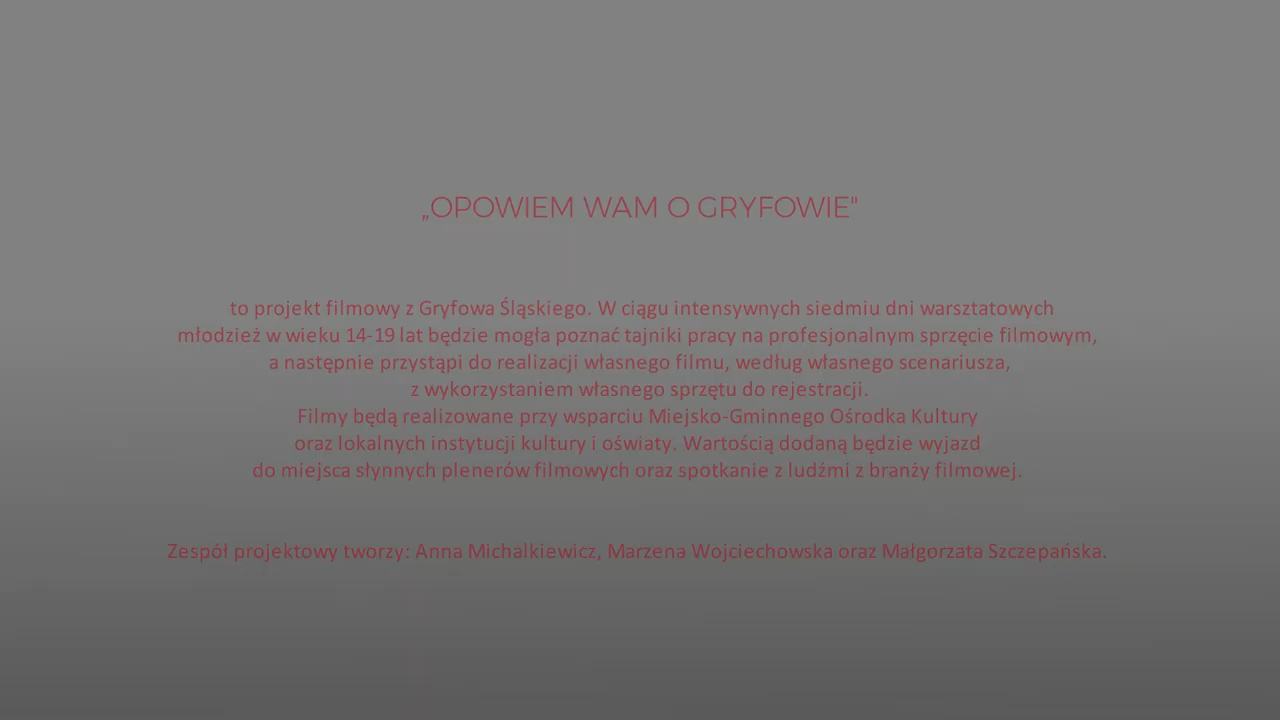 „OPOWIEM WAM O GRYFOWIE"
to projekt filmowy z Gryfowa Śląskiego. W ciągu intensywnych siedmiu dni warsztatowych
młodzież w wieku 14-19 lat będzie mogła poznać tajniki pracy na profesjonalnym sprzęcie filmowym,
a następnie przystąpi do realizacji własnego filmu, według własnego scenariusza,
z wykorzystaniem własnego sprzętu do rejestracji.
Filmy będą realizowane przy wsparciu Miejsko-Gminnego Ośrodka Kultury
oraz lokalnych instytucji kultury i oświaty. Wartością dodaną będzie wyjazd
do miejsca słynnych plenerów filmowych oraz spotkanie z ludźmi z branży filmowej.
Zespół projektowy tworzy: Anna Michalkiewicz, Marzena Wojciechowska oraz Małgorzata Szczepańska.